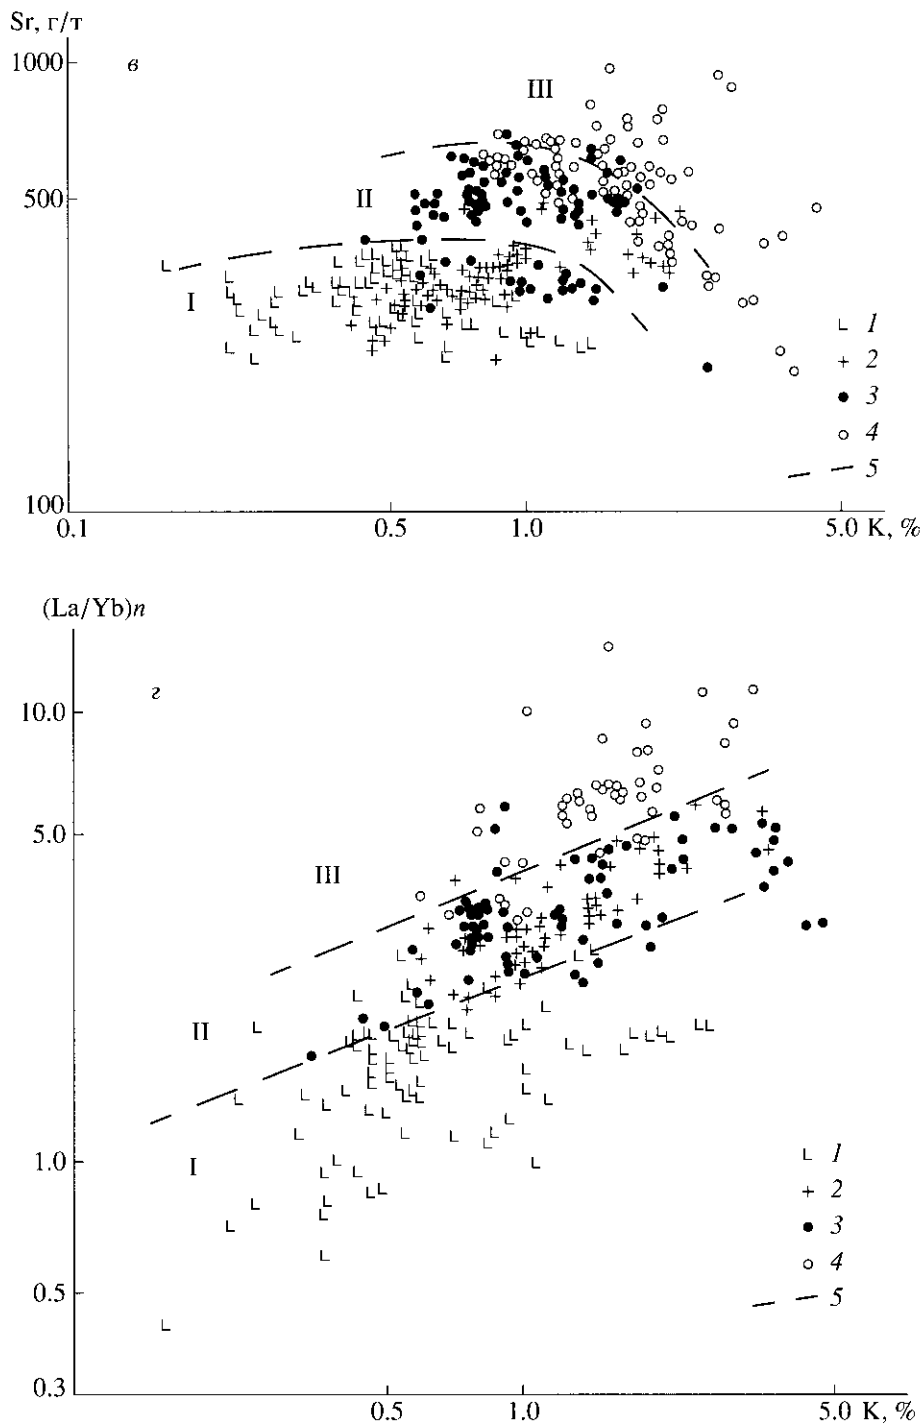 Sr, г/т
1000
в
III
500
II
I
L 1
+ 2
● 3
○ 4
5
100
0.1 0.5 1.0 5.0 K, %
(La/Yb)n
г
10.0
5.0
III
II
I
1.0
L 1
+ 2
● 3
○ 4
5
0.5
0.3
0.5 1.0 5.0 K, %